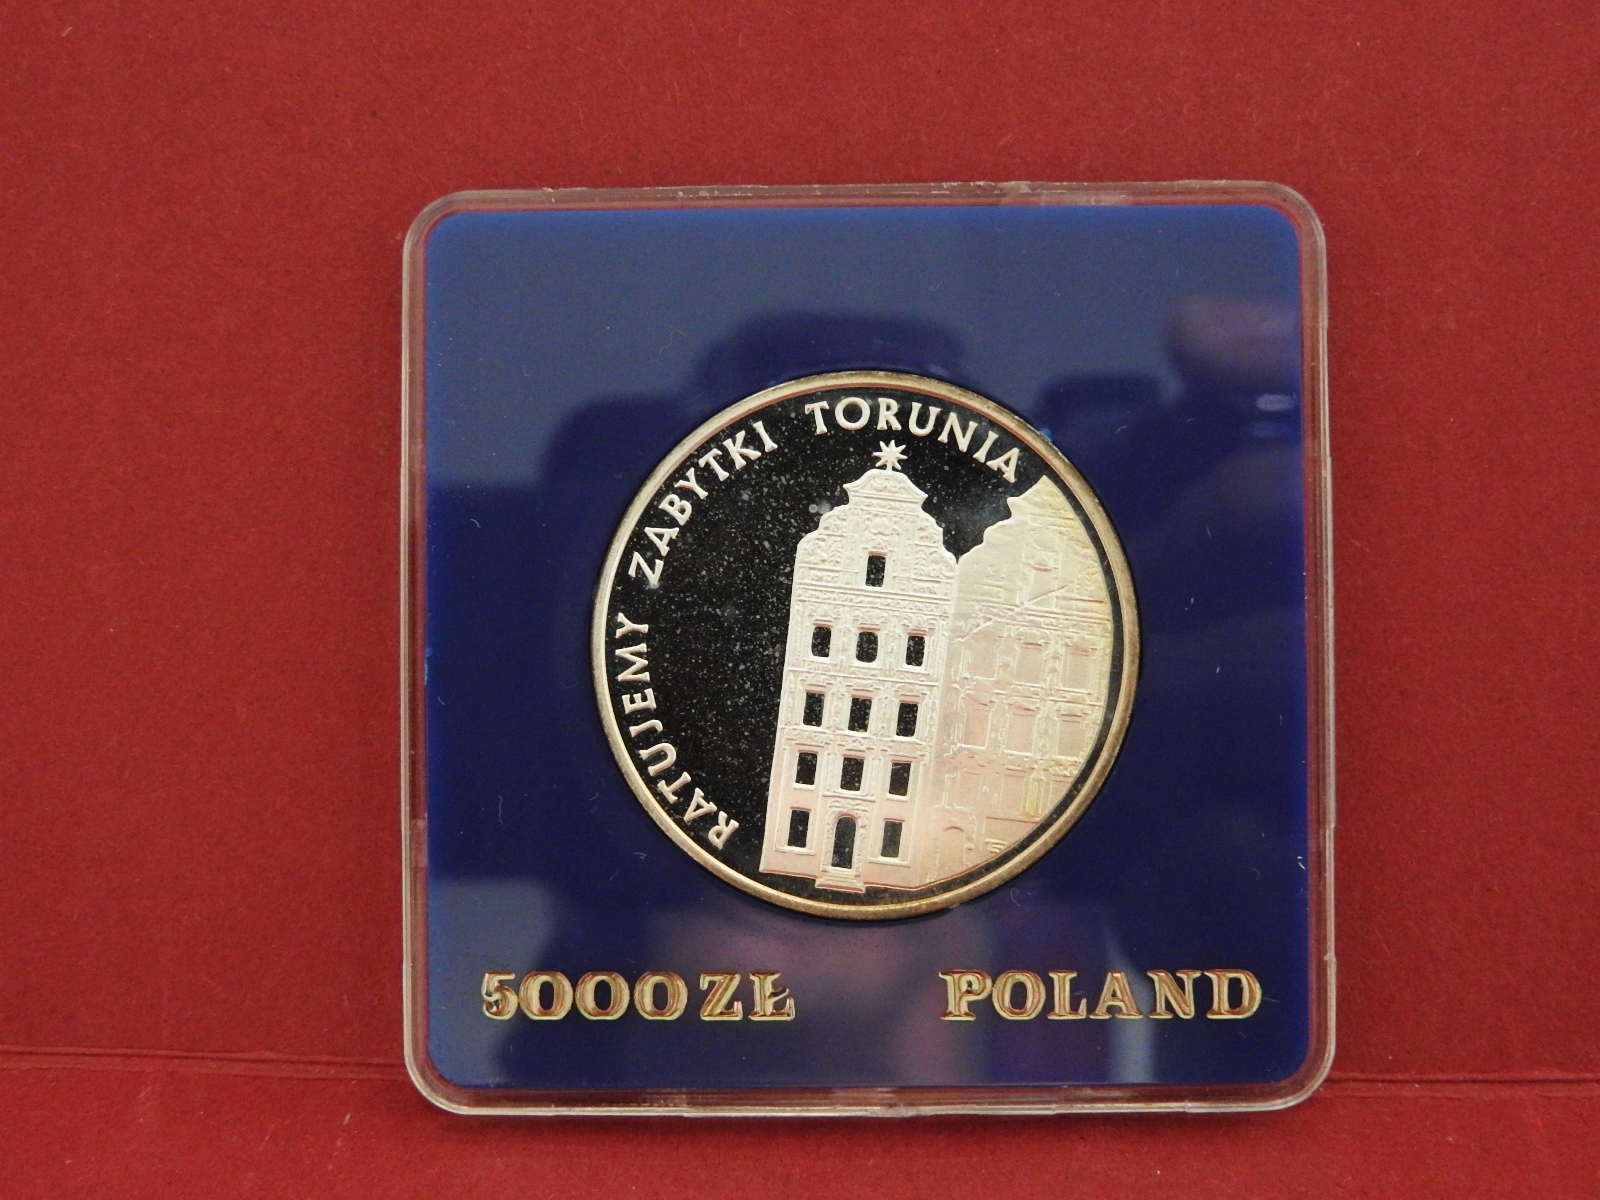 RATUJEMY ZABYTKI TORUNIA
5000 ZŁ POLAND